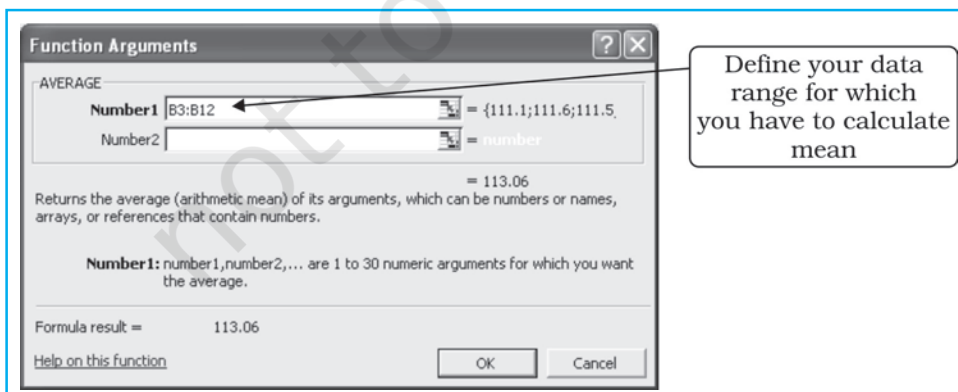 Function Arguments
AVERAGE
Number1 B3:B12 = {111.1;111.6;111.5
Number2 = number
= 113.06
Returns the average (arithmetic mean) of its arguments, which can be numbers or names,
arrays, or references that contain numbers.
Number1: number1,number2,... are 1 to 30 numeric arguments for which you want
the average.
Formula result = 113.06
Help on this function
OK Cancel
Define your data
range for which
you have to calculate
mean
not to